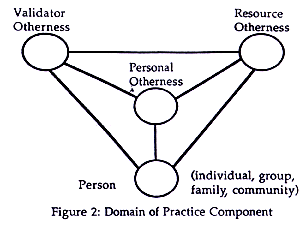 Validator
Otherness
Resource
Otherness
Personal
Otherness
Person
(individual, group,
family, community)
Figure 2: Domain of Practice Component